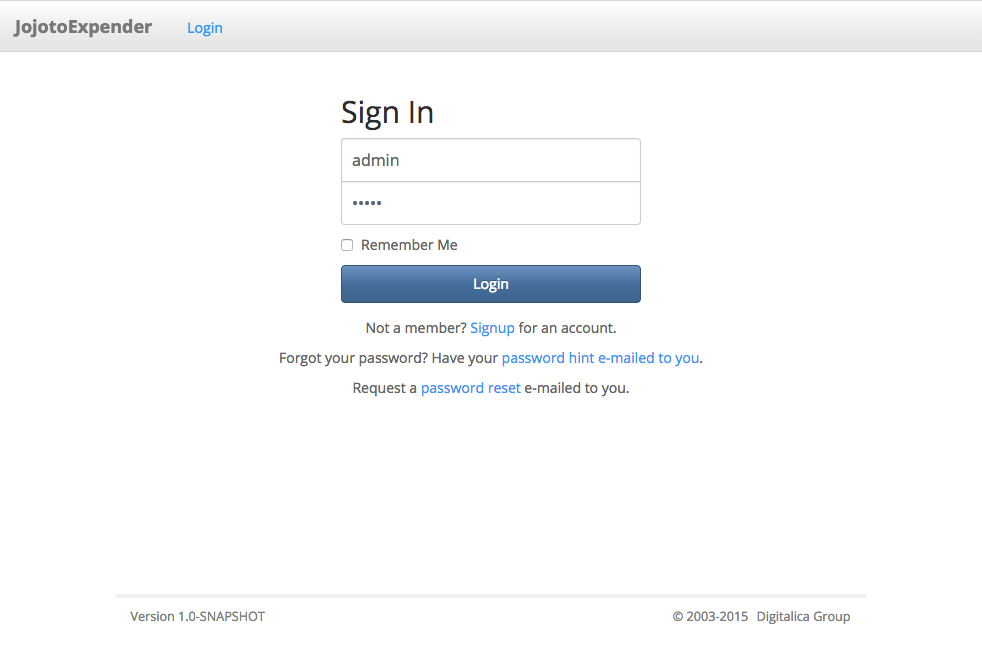 JojotoExpender Login
Sign In
admin
•••••
Remember Me
Login
Not a member? Signup for an account.
Forgot your password? Have your password hint e-mailed to you.
Request a password reset e-mailed to you.
Version 1.0-SNAPSHOT © 2003-2015 Digitalica Group